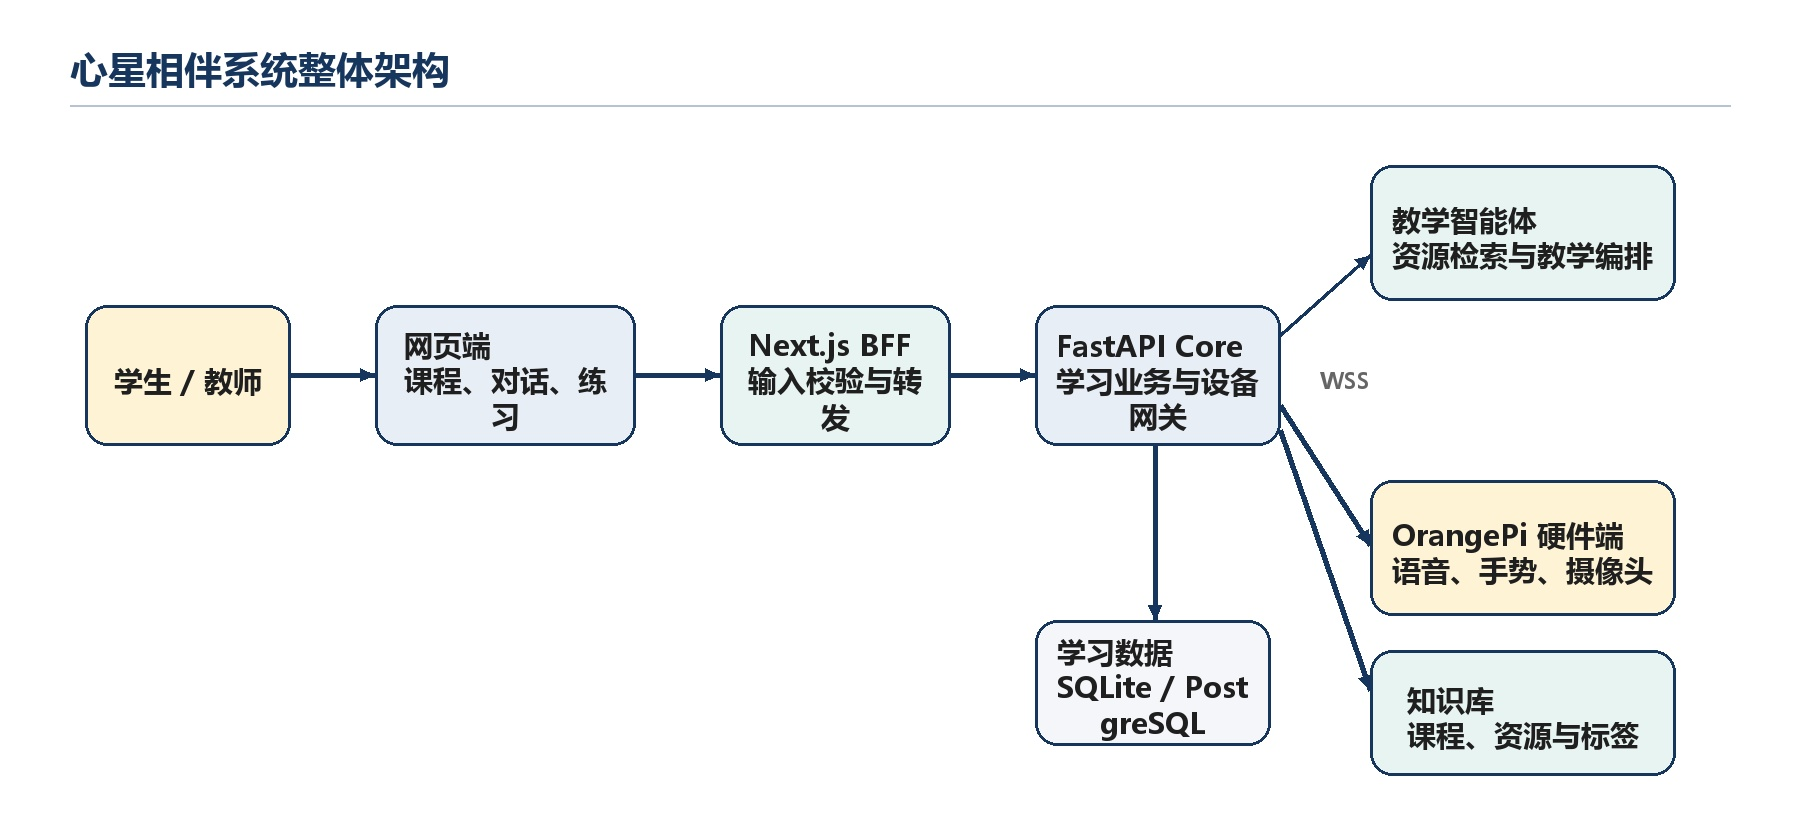 心星相伴系统整体架构
教学智能体
资源检索与教学编排
学生 / 教师
网页端
课程、对话、练
习
Next.js BFF
输入校验与转
发
FastAPI Core
学习业务与设备
网关
WSS
OrangePi 硬件端
语音、手势、摄像头
学习数据
SQLite / Post
greSQL
知识库
课程、资源与标签